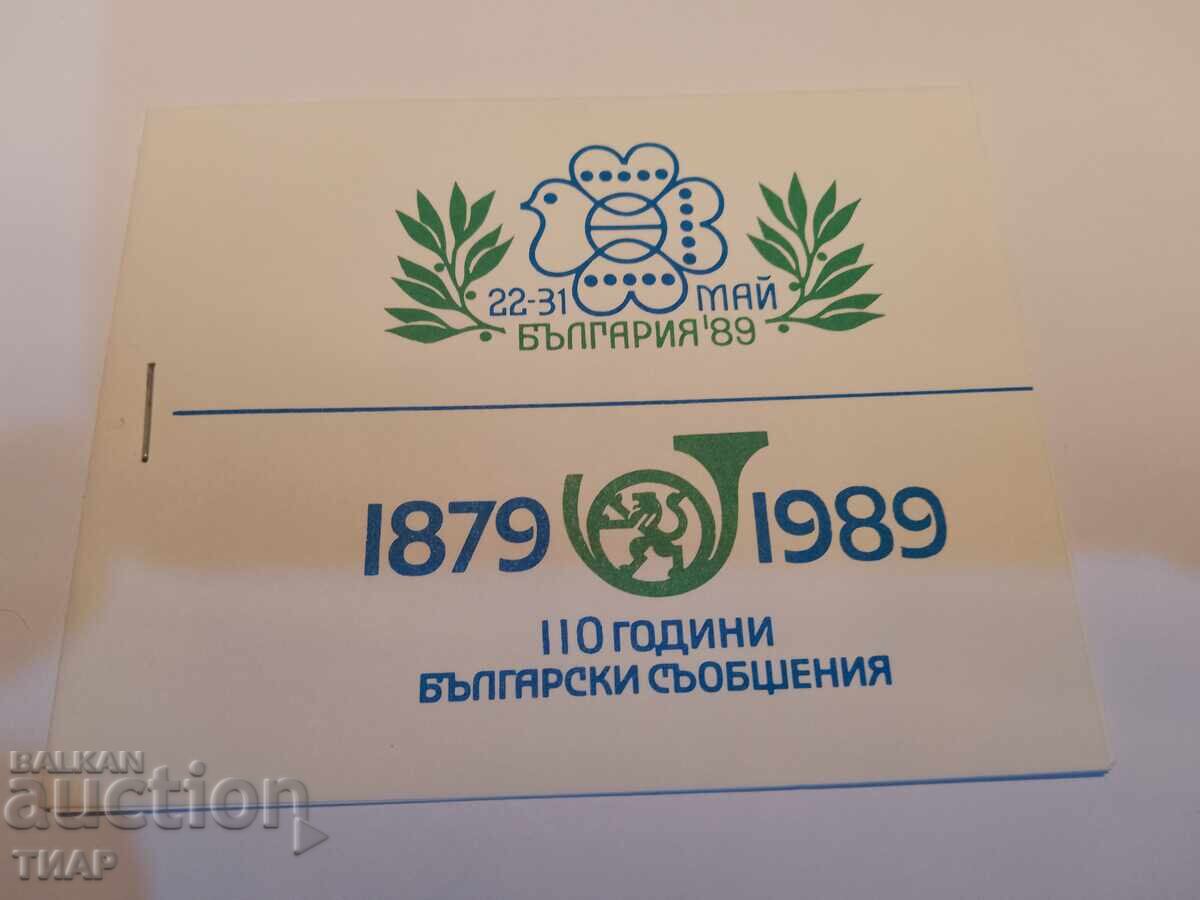 22-31 МАЙ
БЪЛГАРИЯ'89
1879 1989
110 ГОДИНИ
БЪЛГАРСКИ СЪОБЩЕНИЯ
BALKAN
auction
ТИАР